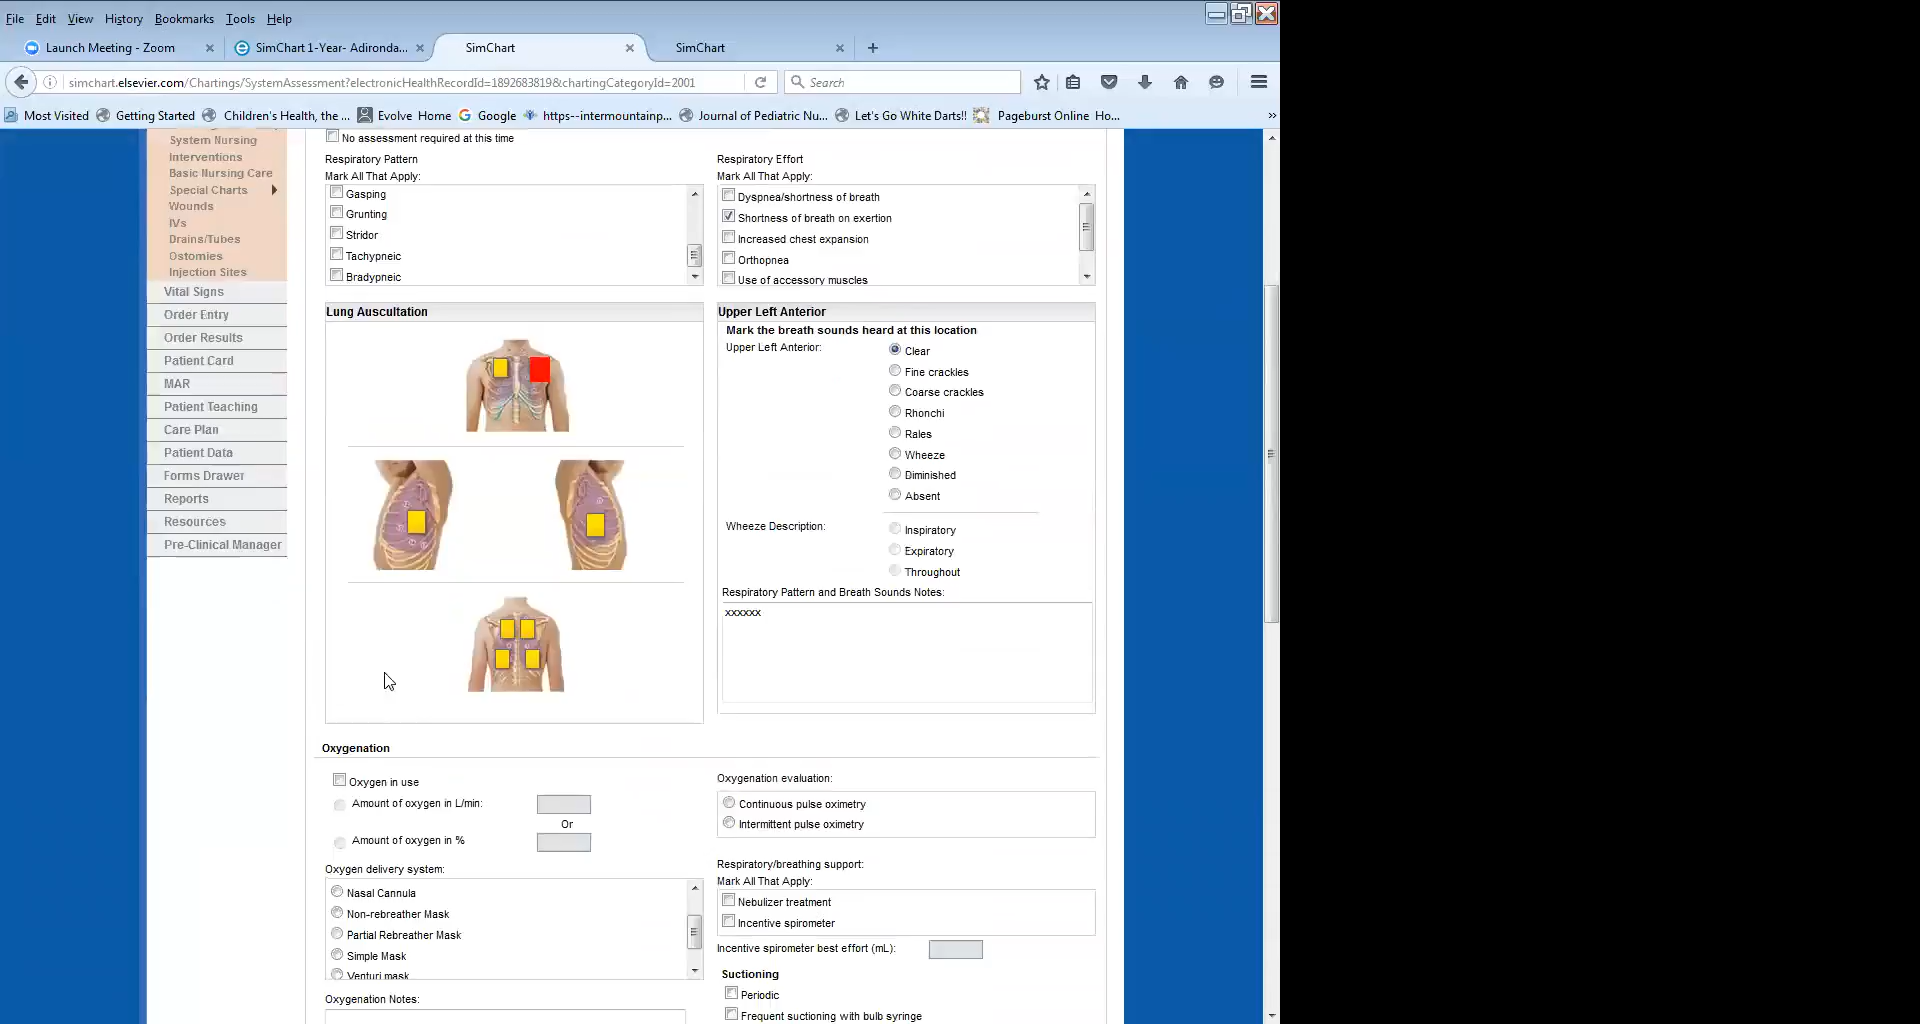 File Edit View History Bookmarks Tools Help
Launch Meeting - Zoom
SimChart 1-Year- Adironda...
SimChart
SimChart
simchart.elsevier.com/Chartings/SystemAssessment?electronicHealthRecordId=1892683819&chartingCategoryId=2001
Search
Most Visited Getting Started Children's Health, the ... Evolve Home Google https--intermountainp... Journal of Pediatric Nu... Let's Go White Darts!! Pageburst Online Ho... »
System Nursing
Interventions
Basic Nursing Care
Special Charts
Wounds
IVs
Drains/Tubes
Ostomies
Injection Sites
Vital Signs
Order Entry
Order Results
Patient Card
MAR
Patient Teaching
Care Plan
Patient Data
Forms Drawer
Reports
Resources
Pre-Clinical Manager
No assessment required at this time
Respiratory Pattern
Mark All That Apply:
Gasping
Grunting
Stridor
Tachypneic
Bradypneic
Respiratory Effort
Mark All That Apply:
Dyspnea/shortness of breath
Shortness of breath on exertion
Increased chest expansion
Orthopnea
Use of accessory muscles
Lung Auscultation
Upper Left Anterior
Mark the breath sounds heard at this location
Upper Left Anterior:
Clear
Fine crackles
Coarse crackles
Rhonchi
Rales
Wheeze
Diminished
Absent
Wheeze Description:
Inspiratory
Expiratory
Throughout
Respiratory Pattern and Breath Sounds Notes:
xxxxxx
Oxygenation
Oxygen in use
Amount of oxygen in L/min:
Or
Amount of oxygen in %
Oxygen delivery system:
Nasal Cannula
Non-rebreather Mask
Partial Rebreather Mask
Simple Mask
Venturi mask
Oxygenation Notes:
Oxygenation evaluation:
Continuous pulse oximetry
Intermittent pulse oximetry
Respiratory/breathing support:
Mark All That Apply:
Nebulizer treatment
Incentive spirometer
Incentive spirometer best effort (mL):
Suctioning
Periodic
Frequent suctioning with bulb syringe